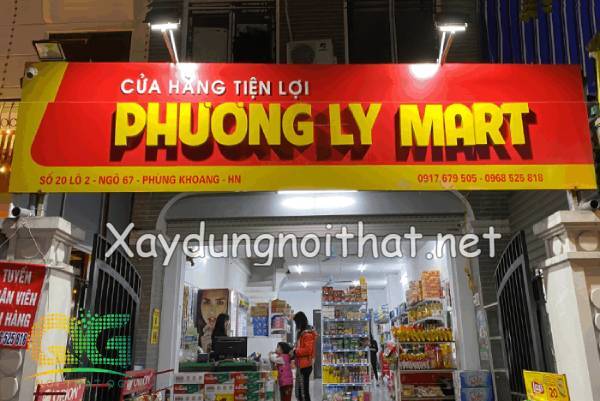 CỬA HÀNG TIỆN LỢI
PHƯƠNG LY MART
SỐ 20 LÔ 2 - NGÕ 67 - PHÙNG KHOANG - HN
0917 679 505 - 0968 525 818
Xaydungnoithat.net
TUYỂN
HÀNG